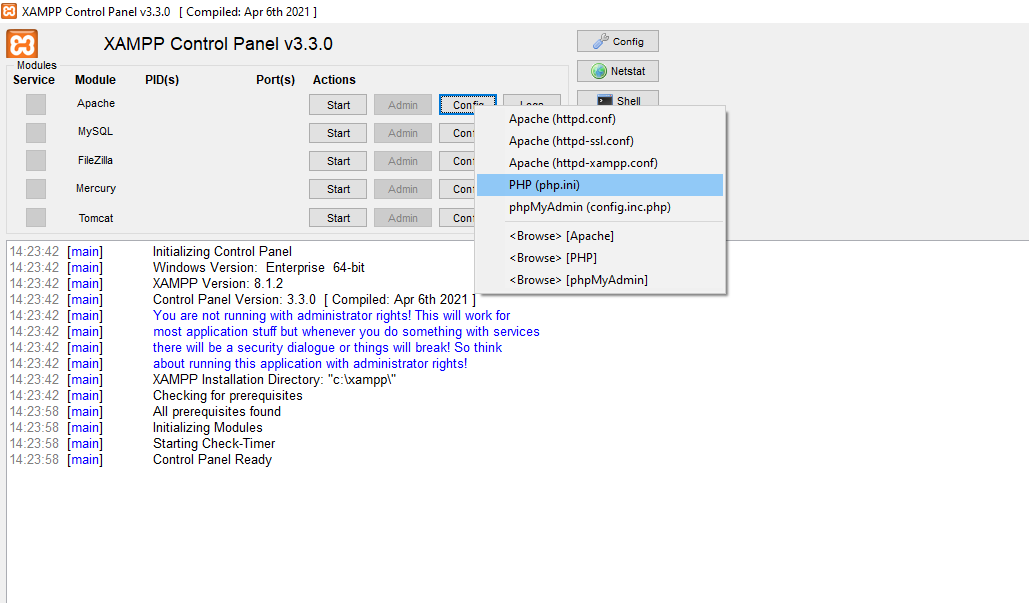 XAMPP Control Panel v3.3.0 [ Compiled: Apr 6th 2021 ]
XAMPP Control Panel v3.3.0
Config
Modules
Service Module PID(s) Port(s) Actions
Netstat
Apache Start Admin Config Logs
Shell
MySQL Start Admin Conf
FileZilla Start Admin Conf
Mercury Start Admin Conf
Tomcat Start Admin Conf
Apache (httpd.conf)
Apache (httpd-ssl.conf)
Apache (httpd-xampp.conf)
PHP (php.ini)
phpMyAdmin (config.inc.php)
<Browse> [Apache]
<Browse> [PHP]
<Browse> [phpMyAdmin]
14:23:42 [main] Initializing Control Panel
14:23:42 [main] Windows Version: Enterprise 64-bit
14:23:42 [main] XAMPP Version: 8.1.2
14:23:42 [main] Control Panel Version: 3.3.0 [ Compiled: Apr 6th 2021 ]
14:23:42 [main] You are not running with administrator rights! This will work for
14:23:42 [main] most application stuff but whenever you do something with services
14:23:42 [main] there will be a security dialogue or things will break! So think
14:23:42 [main] about running this application with administrator rights!
14:23:42 [main] XAMPP Installation Directory: "c:\xampp\"
14:23:42 [main] Checking for prerequisites
14:23:58 [main] All prerequisites found
14:23:58 [main] Initializing Modules
14:23:58 [main] Starting Check-Timer
14:23:58 [main] Control Panel Ready